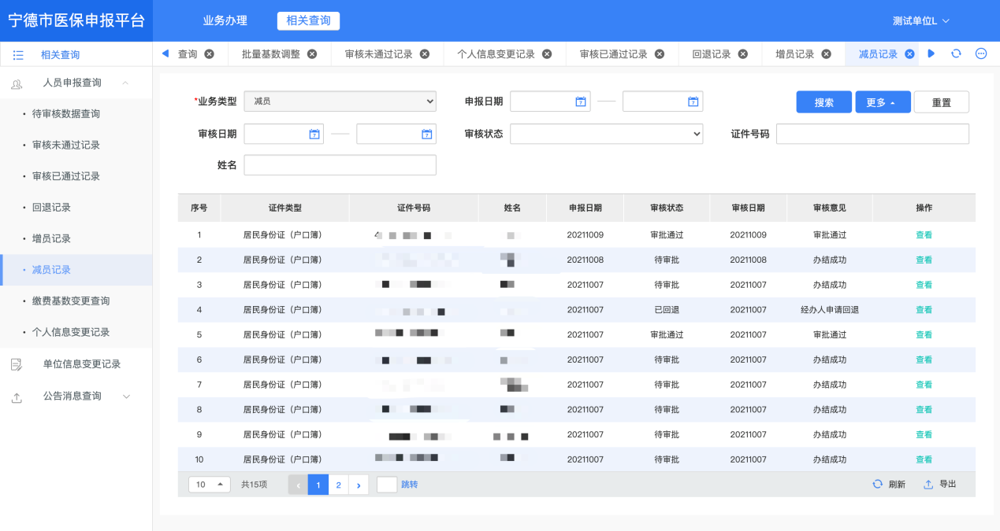 宁德市医保申报平台
业务办理 相关查询 测试单位L
相关查询
查询 批量基数调整 审核未通过记录 个人信息变更记录 审核已通过记录 回退记录 增员记录 减员记录
人员申报查询
待审核数据查询
审核未通过记录
审核已通过记录
回退记录
增员记录
减员记录
缴费基数变更查询
个人信息变更记录
单位信息变更记录
公告消息查询
*业务类型 减员 申报日期 7 7 搜索 更多 重置
审核日期 7 7 审核状态 证件号码
姓名
序号 证件类型 证件号码 姓名 申报日期 审核状态 审核日期 审核意见 操作
1 居民身份证（户口簿） 20211009 审批通过 20211009 审批通过 查看
2 居民身份证（户口簿） 20211008 待审批 20211008 办结成功 查看
3 居民身份证（户口簿） 20211007 待审批 20211007 办结成功 查看
4 居民身份证（户口簿） 20211007 已回退 20211007 经办人申请回退 查看
5 居民身份证（户口簿） 20211007 审批通过 20211007 审批通过 查看
6 居民身份证（户口簿） 20211007 待审批 20211007 办结成功 查看
7 居民身份证（户口簿） 20211007 待审批 20211007 办结成功 查看
8 居民身份证（户口簿） 20211007 待审批 20211007 办结成功 查看
9 居民身份证（户口簿） 20211007 待审批 20211007 办结成功 查看
10 居民身份证（户口簿） 20211007 待审批 20211007 办结成功 查看
10 共15项 ‹ 1 2 › 跳转 刷新 导出